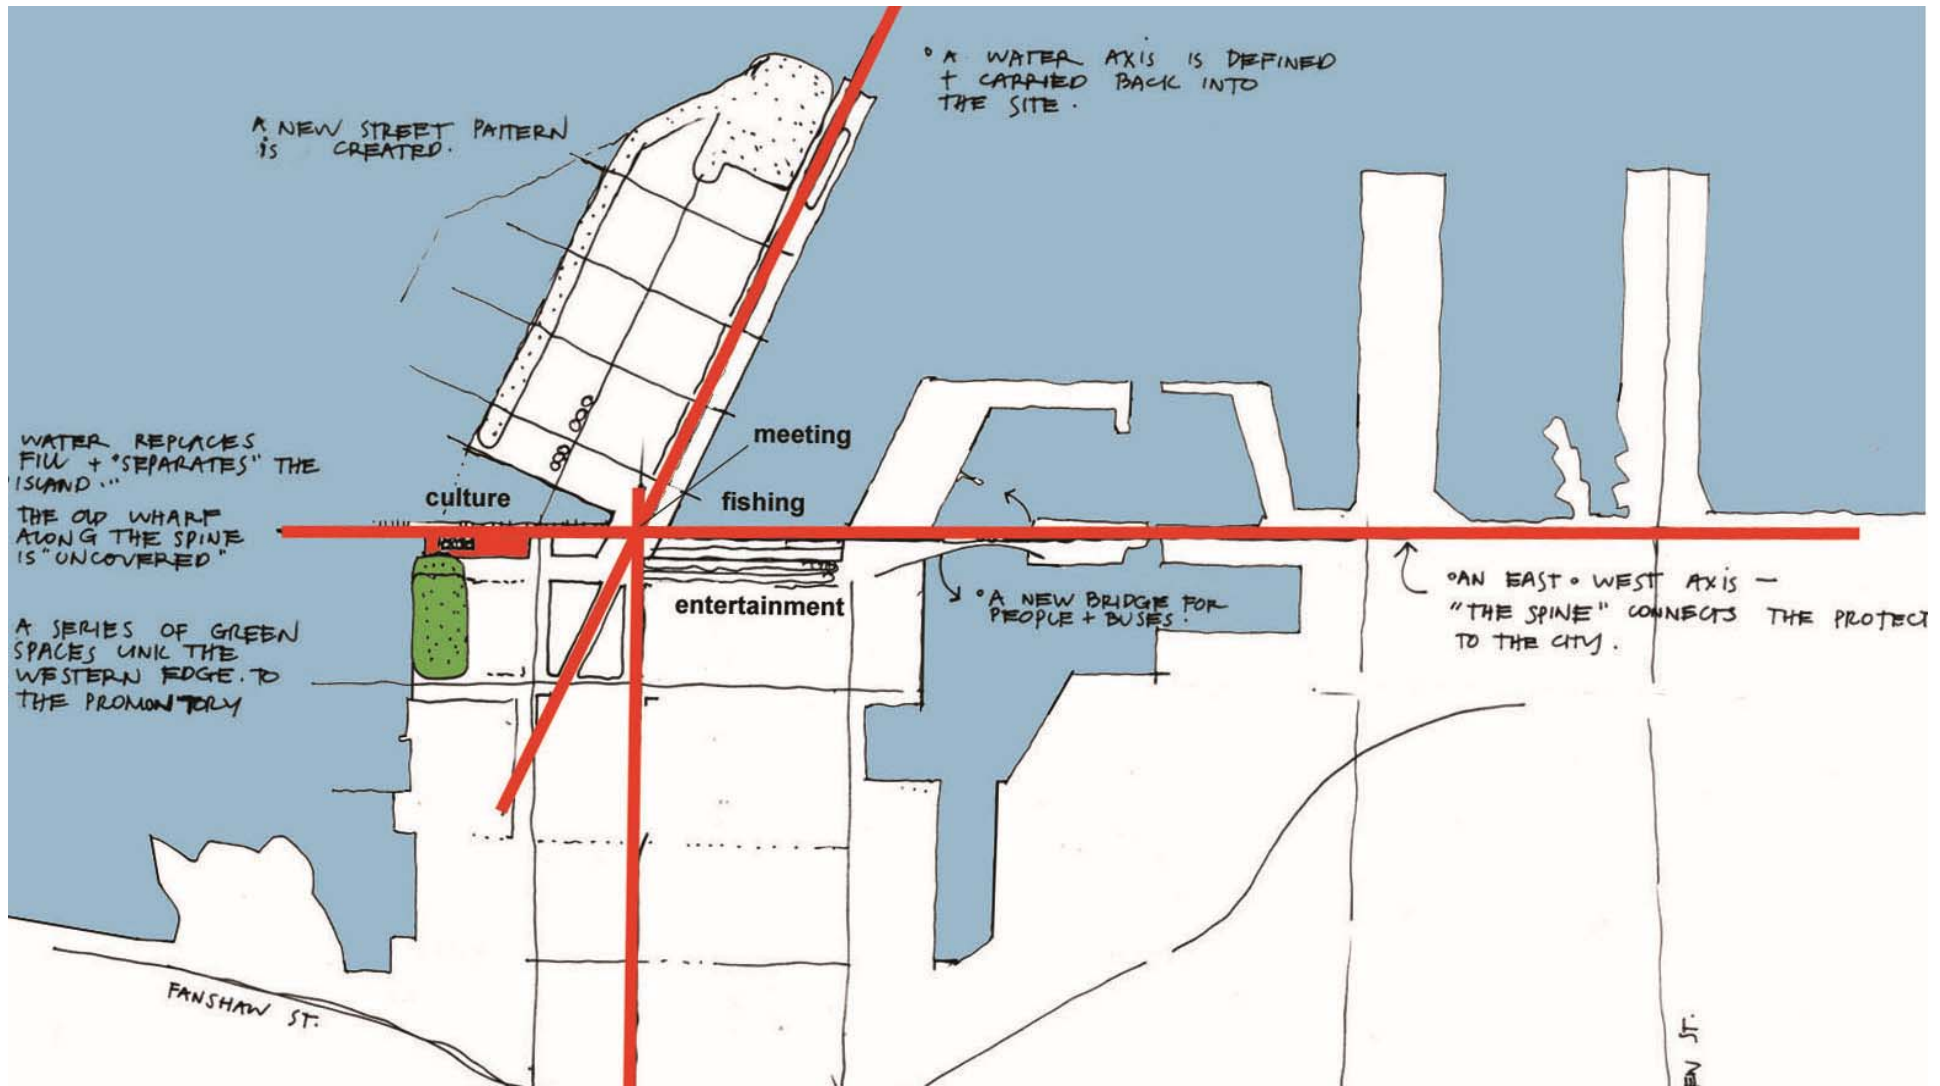 ° A WATER AXIS IS DEFINED
+ CARRIED BACK INTO
THE SITE.
A NEW STREET PATTERN
IS CREATED.
WATER REPLACES
FILL + "SEPARATES" THE
"ISLAND"
THE OLD WHARF
ALONG THE SPINE
IS "UNCOVERED"
A SERIES OF GREEN
SPACES LINK THE
WESTERN EDGE. TO
THE PROMONTORY
meeting
culture
fishing
entertainment
° A NEW BRIDGE FOR
PEOPLE + BUSES.
° AN EAST ° WEST AXIS —
"THE SPINE" CONNECTS THE PROTECT
TO THE CITY.
FANSHAW ST.
EN ST.